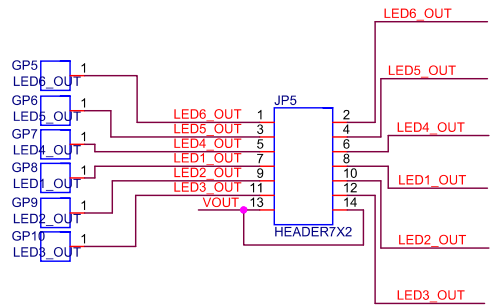 LED6_OUT
GP5
1
LED6_OUT
LED5_OUT
GP6
1
LED5_OUT
JP5
LED6_OUT
1
2
LED5_OUT
3
4
LED4_OUT
GP7
1
LED4_OUT
LED4_OUT
5
6
GP8
1
LED1_OUT
LED1_OUT
7
8
LED2_OUT
9
10
LED1_OUT
LED3_OUT
11
12
GP9
1
LED2_OUT
VOUT
13
14
HEADER7X2
GP10
1
LED3_OUT
LED2_OUT
LED3_OUT